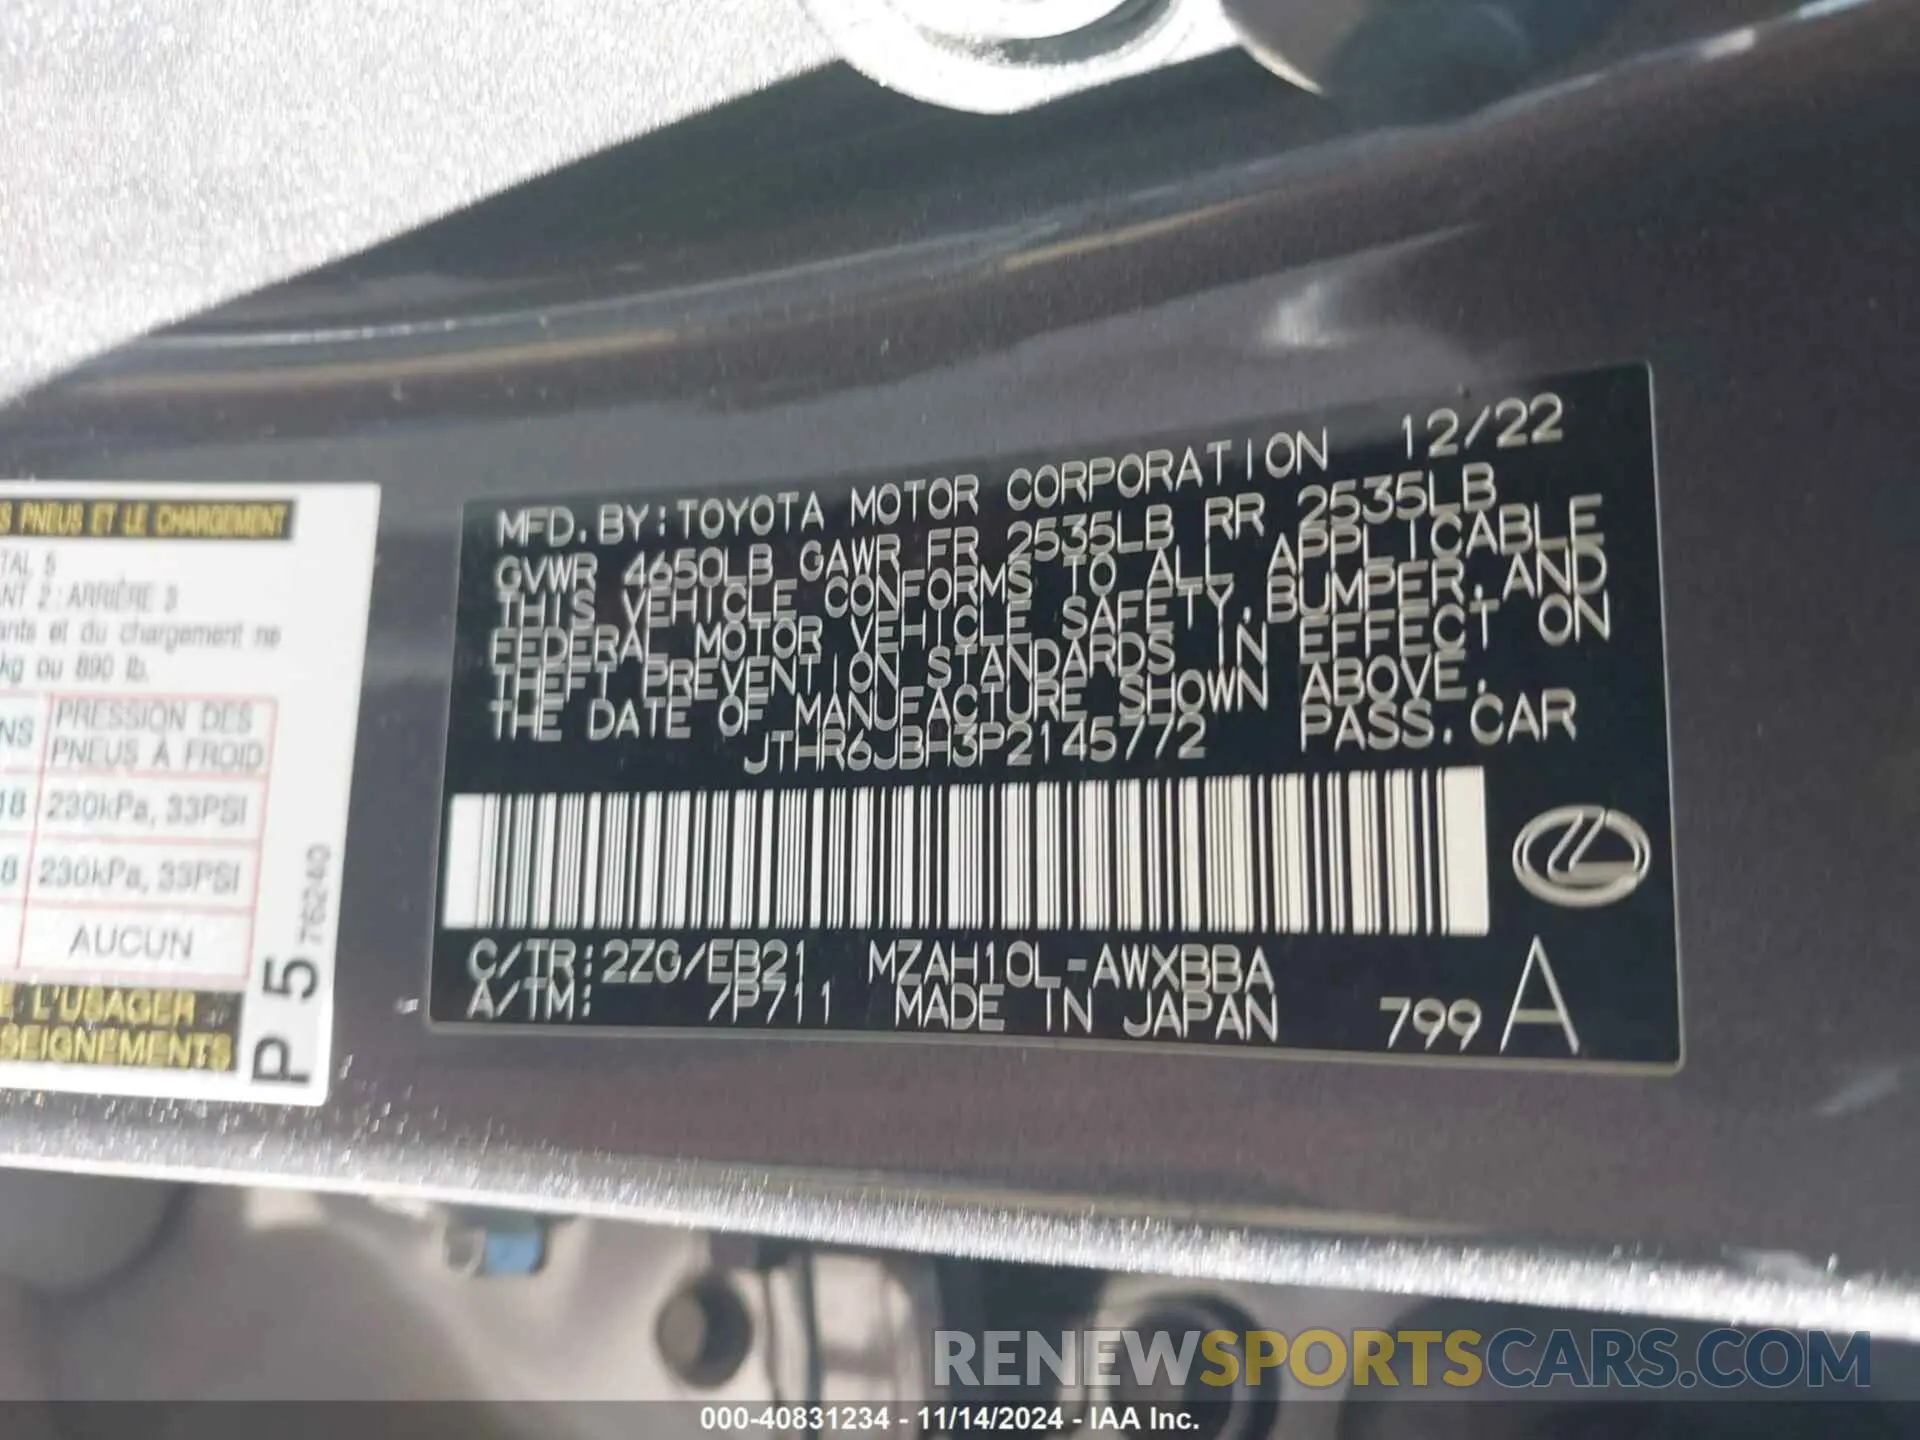 S PNEUS ET LE CHARGEMENT
TAL 5
ANT 2 : ARRIÈRE 3
ants et du chargement ne
kg ou 890 lb.
NS PRESSION DES
PNEUS À FROID
18 230kPa, 33PSI
8 230kPa, 33PSI
AUCUN
E L'USAGER
SEIGNEMENTS
P 5 76240
MFD.BY:TOYOTA MOTOR CORPORATION 12/22
GVWR 4650LB GAWR FR 2535LB RR 2535LB
THIS VEHICLE CONFORMS TO ALL APPLICABLE
FEDERAL MOTOR VEHICLE SAFETY,BUMPER,AND
THEFT PREVENTION STANDARDS IN EFFECT ON
THE DATE OF MANUFACTURE SHOWN ABOVE.
JTHR6JBH3P2145772 PASS.CAR
C/TR:2ZG/EB21 MZAH10L-AWXBBA
A/TM: 7P711 MADE IN JAPAN 799 A
RENEWSPORTSCARS.COM
000-40831234 - 11/14/2024 - IAA Inc.